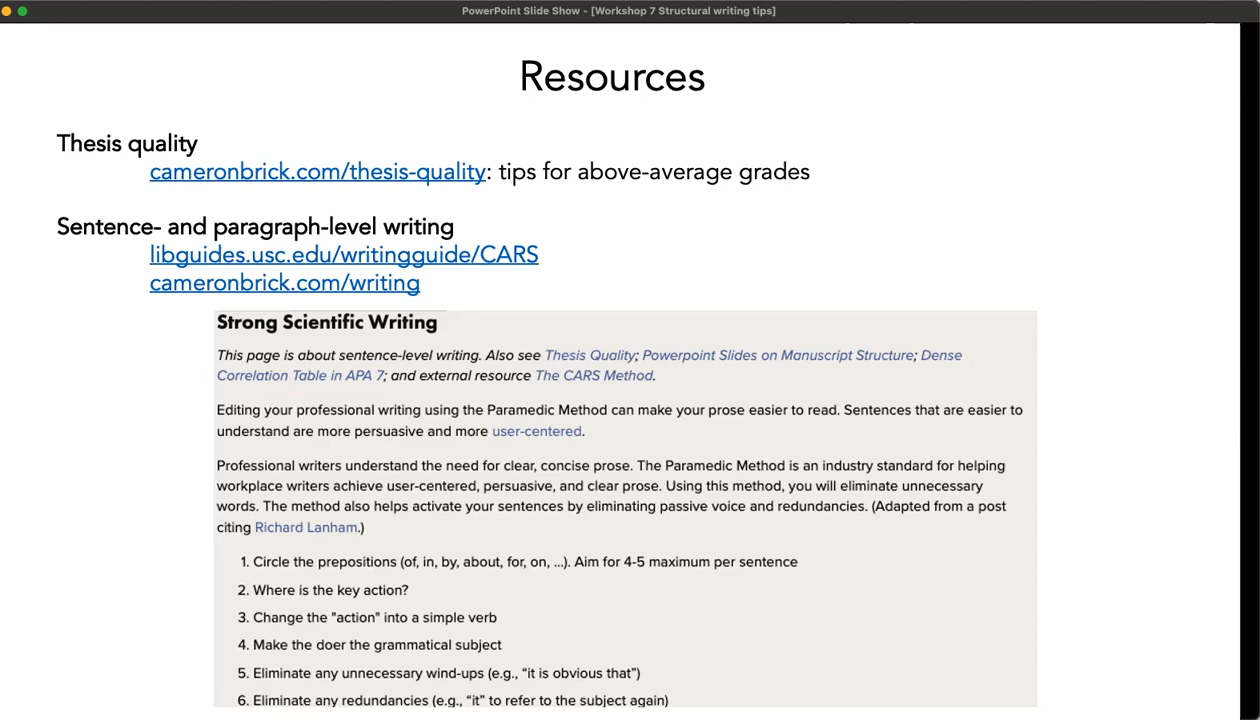 PowerPoint Slide Show - [Workshop 7 Structural writing tips]
Resources
Thesis quality
cameronbrick.com/thesis-quality: tips for above-average grades
Sentence- and paragraph-level writing
libguides.usc.edu/writingguide/CARS
cameronbrick.com/writing
Strong Scientific Writing
This page is about sentence-level writing. Also see Thesis Quality; Powerpoint Slides on Manuscript Structure; Dense
Correlation Table in APA 7; and external resource The CARS Method.
Editing your professional writing using the Paramedic Method can make your prose easier to read. Sentences that are easier to
understand are more persuasive and more user-centered.
Professional writers understand the need for clear, concise prose. The Paramedic Method is an industry standard for helping
workplace writers achieve user-centered, persuasive, and clear prose. Using this method, you will eliminate unnecessary
words. The method also helps activate your sentences by eliminating passive voice and redundancies. (Adapted from a post
citing Richard Lanham.)
1. Circle the prepositions (of, in, by, about, for, on, ...). Aim for 4-5 maximum per sentence
2. Where is the key action?
3. Change the "action" into a simple verb
4. Make the doer the grammatical subject
5. Eliminate any unnecessary wind-ups (e.g., “it is obvious that”)
6. Eliminate any redundancies (e.g., “it” to refer to the subject again)